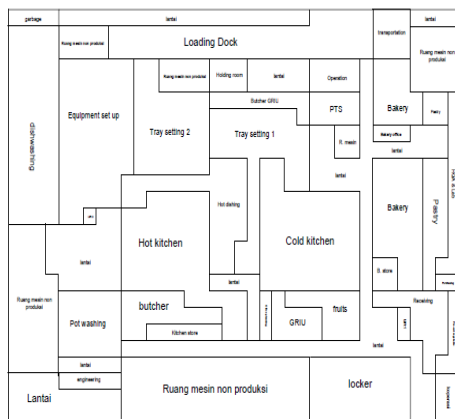 garbage
lantai
transportation
lantai
Ruang mesin non produksi
Loading Dock
Ruang mesin non
produksi
Ruang mesin non produksi
Holding room
lantai
Operation
Equipment set up
Tray setting 2
Butcher GRIU
PTS
Bakery
Pastry
dishwashing
Tray setting 1
B. mesin
Bakery office
lantai
lantai
Hot dishing
Bakery
Pastry
Hot kitchen
Cold kitchen
lantai
B. store
Ruang mesin non
produksi
lantai
Receiving
butcher
GRIU
fruits
Pot washing
Kitchen store
lantai
lantai
engineering
Lantai
Ruang mesin non produksi
locker